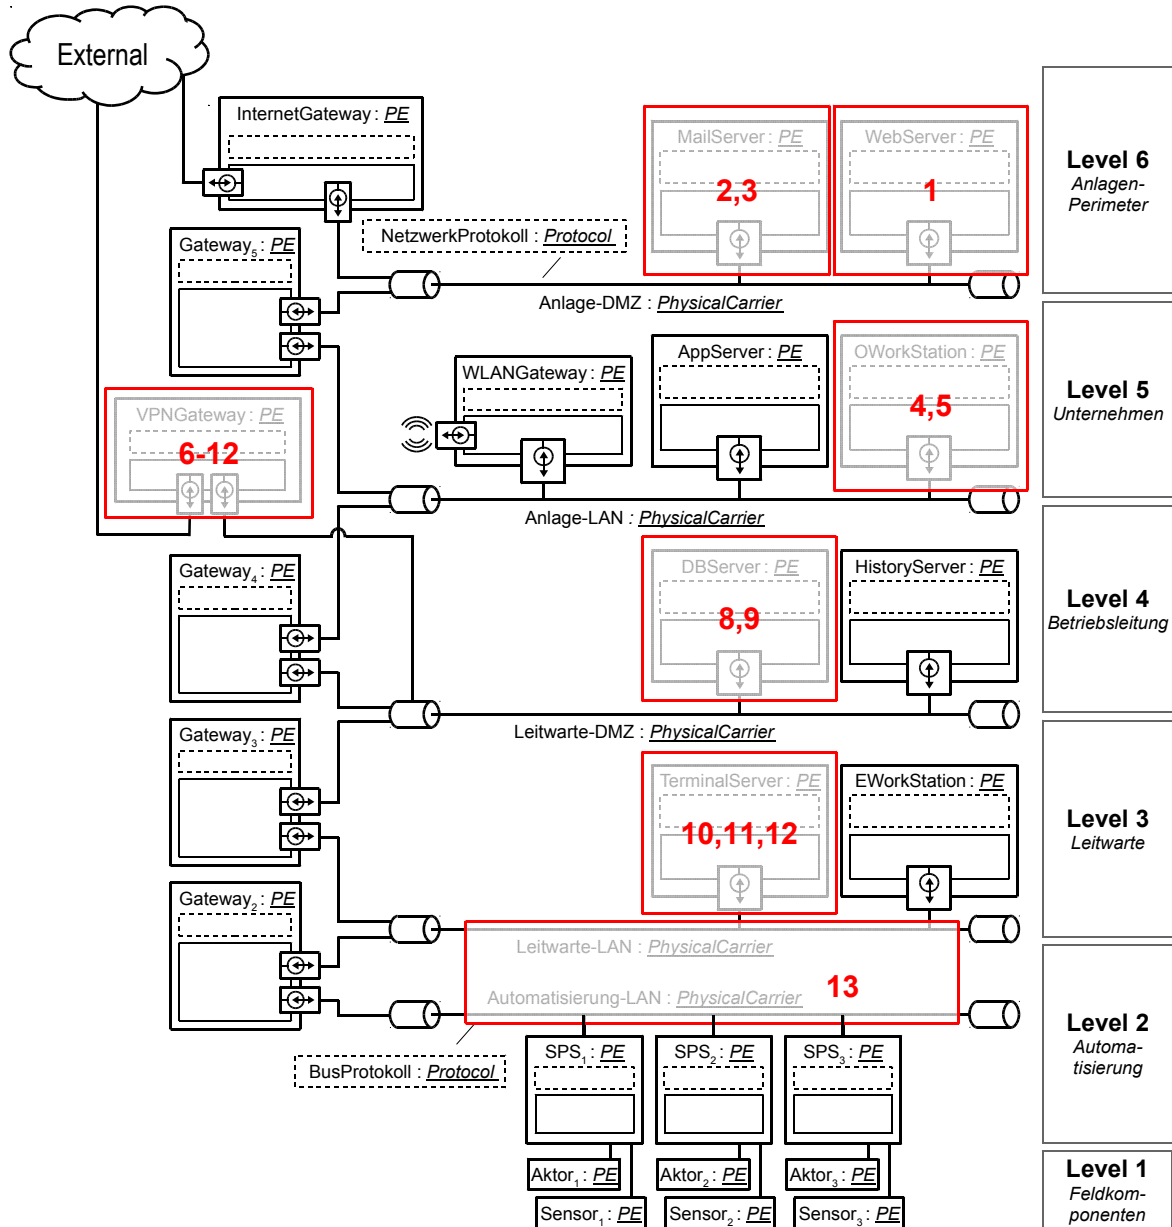 External
InternetGateway : PE
MailServer : PE
2,3
WebServer : PE
1
Level 6
Anlagen-
Perimeter
NetzwerkProtokoll : Protocol
Gateway5 : PE
Anlage-DMZ : PhysicalCarrier
WLANGateway : PE
AppServer : PE
OWorkStation : PE
4,5
Level 5
Unternehmen
VPNGateway : PE
6-12
Anlage-LAN : PhysicalCarrier
Gateway4 : PE
DBServer : PE
8,9
HistoryServer : PE
Level 4
Betriebsleitung
Leitwarte-DMZ : PhysicalCarrier
Gateway3 : PE
TerminalServer : PE
10,11,12
EWorkStation : PE
Level 3
Leitwarte
Gateway2 : PE
Leitwarte-LAN : PhysicalCarrier
Automatisierung-LAN : PhysicalCarrier
13
Level 2
Automa-
tisierung
BusProtokoll : Protocol
SPS1 : PE
SPS2 : PE
SPS3 : PE
Aktor1 : PE
Aktor2 : PE
Aktor3 : PE
Sensor1 : PE
Sensor2 : PE
Sensor3 : PE
Level 1
Feldkom-
ponenten